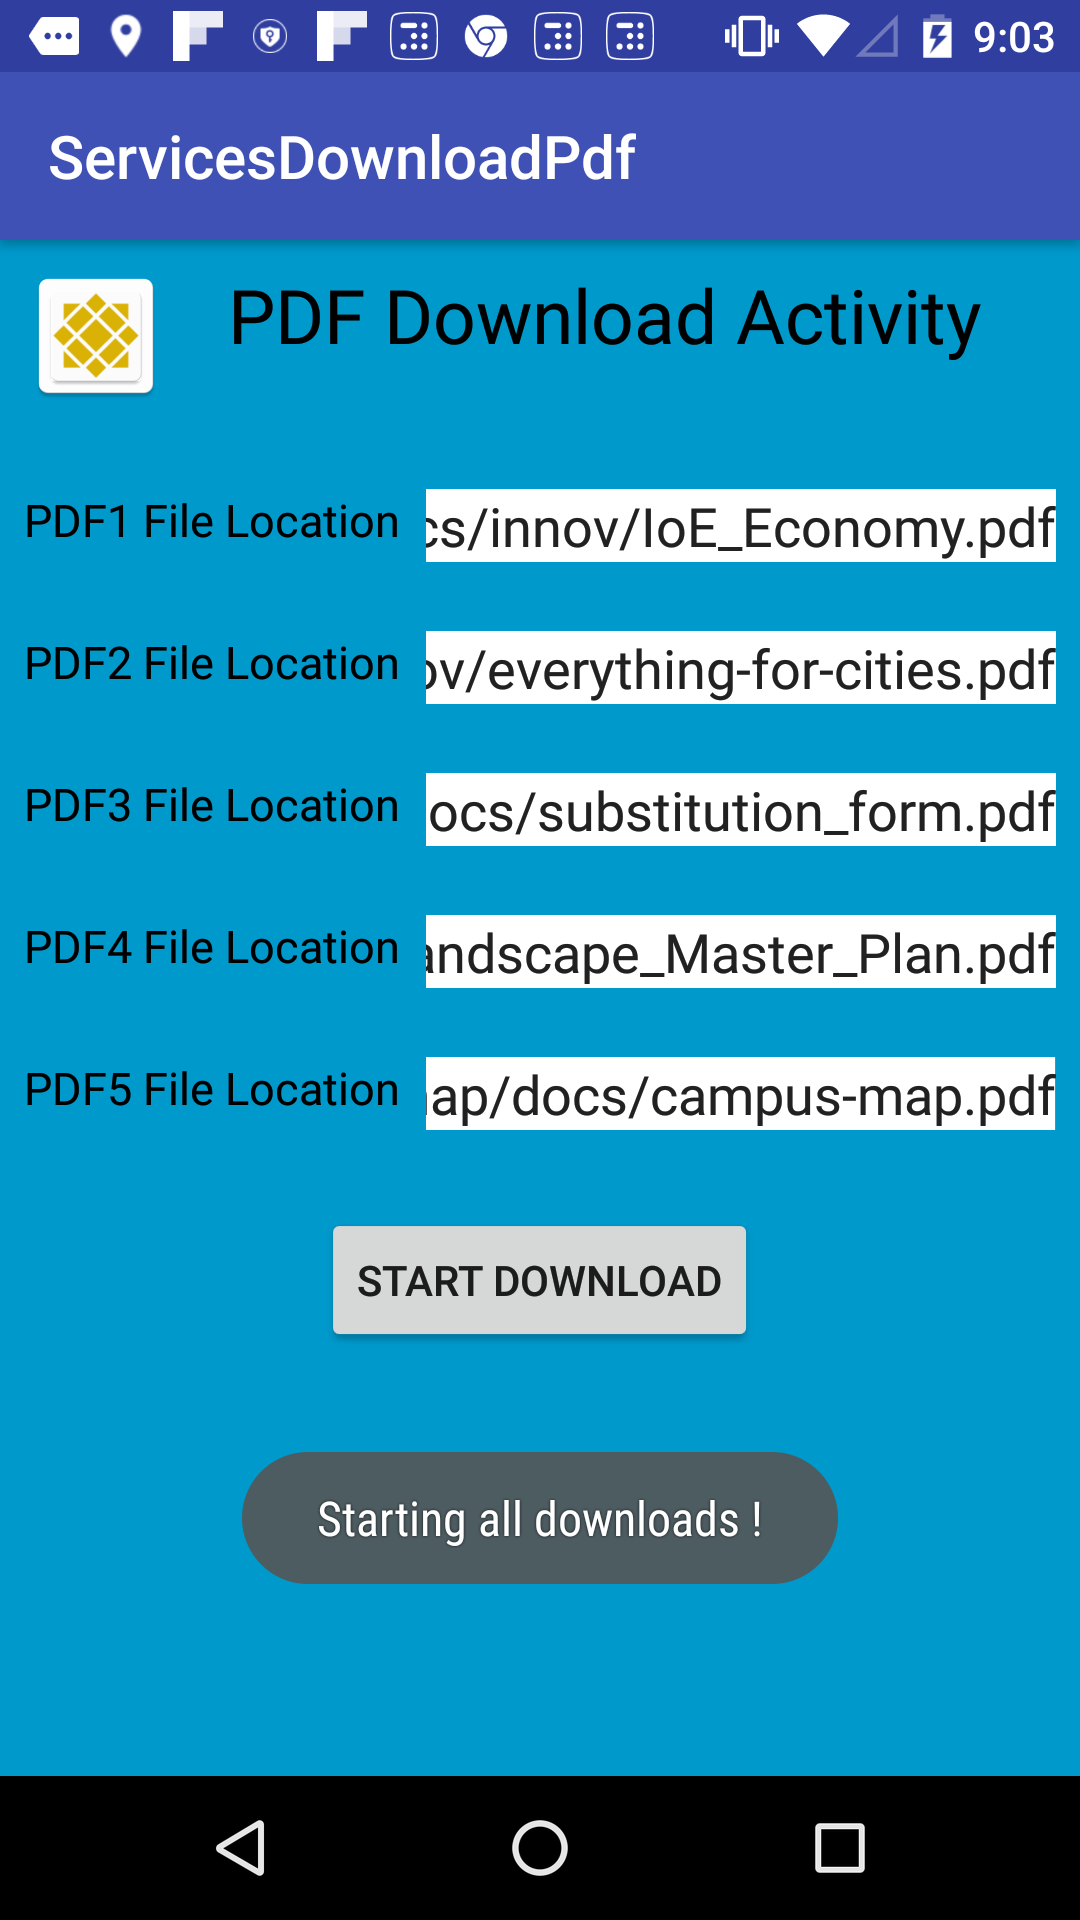 9:03
ServicesDownloadPdf
PDF Download Activity
PDF1 File Location cs/innov/IoE_Economy.pdf
PDF2 File Location ov/everything-for-cities.pdf
PDF3 File Location ocs/substitution_form.pdf
PDF4 File Location andscape_Master_Plan.pdf
PDF5 File Location ap/docs/campus-map.pdf
START DOWNLOAD
Starting all downloads !